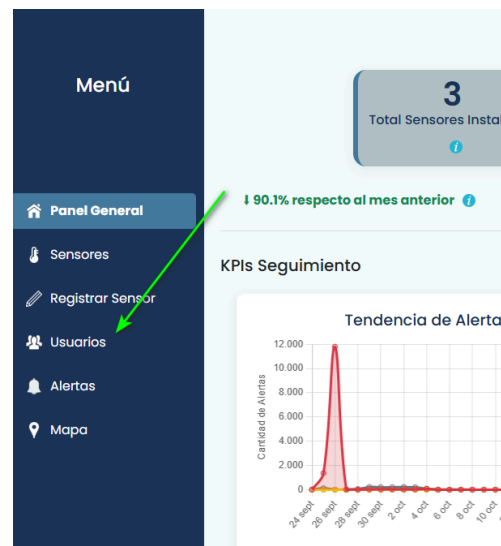 Menú
Panel General
Sensores
Registrar Sensor
Usuarios
Alertas
Mapa
3
Total Sensores Insta
i
⬇ 90.1% respecto al mes anterior i
KPIs Seguimiento
Tendencia de Alerta
Cantidad de Alertas
12.000
10.000
8.000
6.000
4.000
2.000
0
24 sept
26 sept
28 sept
30 sept
2 oct
4 oct
6 oct
8 oct
10 oct